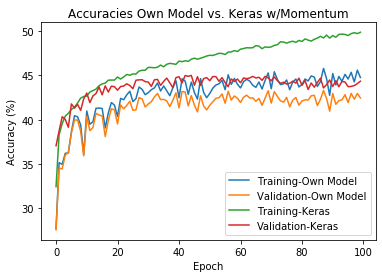 Accuracies Own Model vs. Keras w/Momentum
50
45
40
35
30
Accuracy (%)
0 20 40 60 80 100
Epoch
Training-Own Model
Validation-Own Model
Training-Keras
Validation-Keras